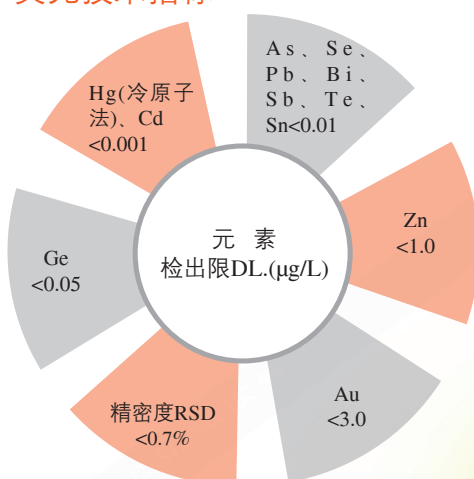 As、Se、
Pb、Bi、
Sb、Te、
Sn<0.01
Hg(冷原子
法)、Cd
<0.001
Zn
<1.0
元 素
检出限DL.(μg/L)
Ge
<0.05
Au
<3.0
精密度RSD
<0.7%